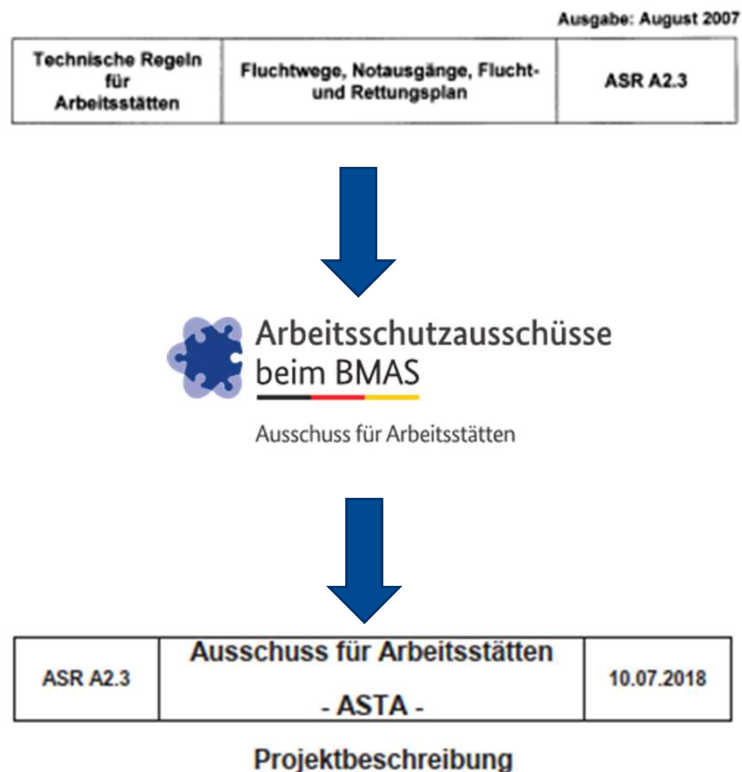 Ausgabe: August 2007
Technische Regeln
für
Arbeitsstätten
Fluchtwege, Notausgänge, Flucht-
und Rettungsplan
ASR A2.3
Arbeitsschutzausschüsse
beim BMAS
Ausschuss für Arbeitsstätten
ASR A2.3
Ausschuss für Arbeitsstätten
- ASTA -
10.07.2018
Projektbeschreibung